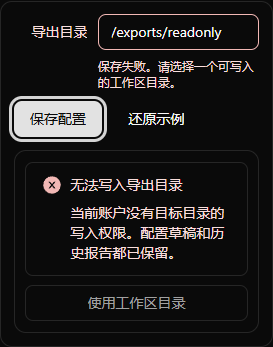 导出目录
/exports/readonly
保存失败。请选择一个可写入
的工作区目录。
保存配置
还原示例
无法写入导出目录
当前账户没有目标目录的
写入权限。配置草稿和历
史报告都已保留。
使用工作区目录